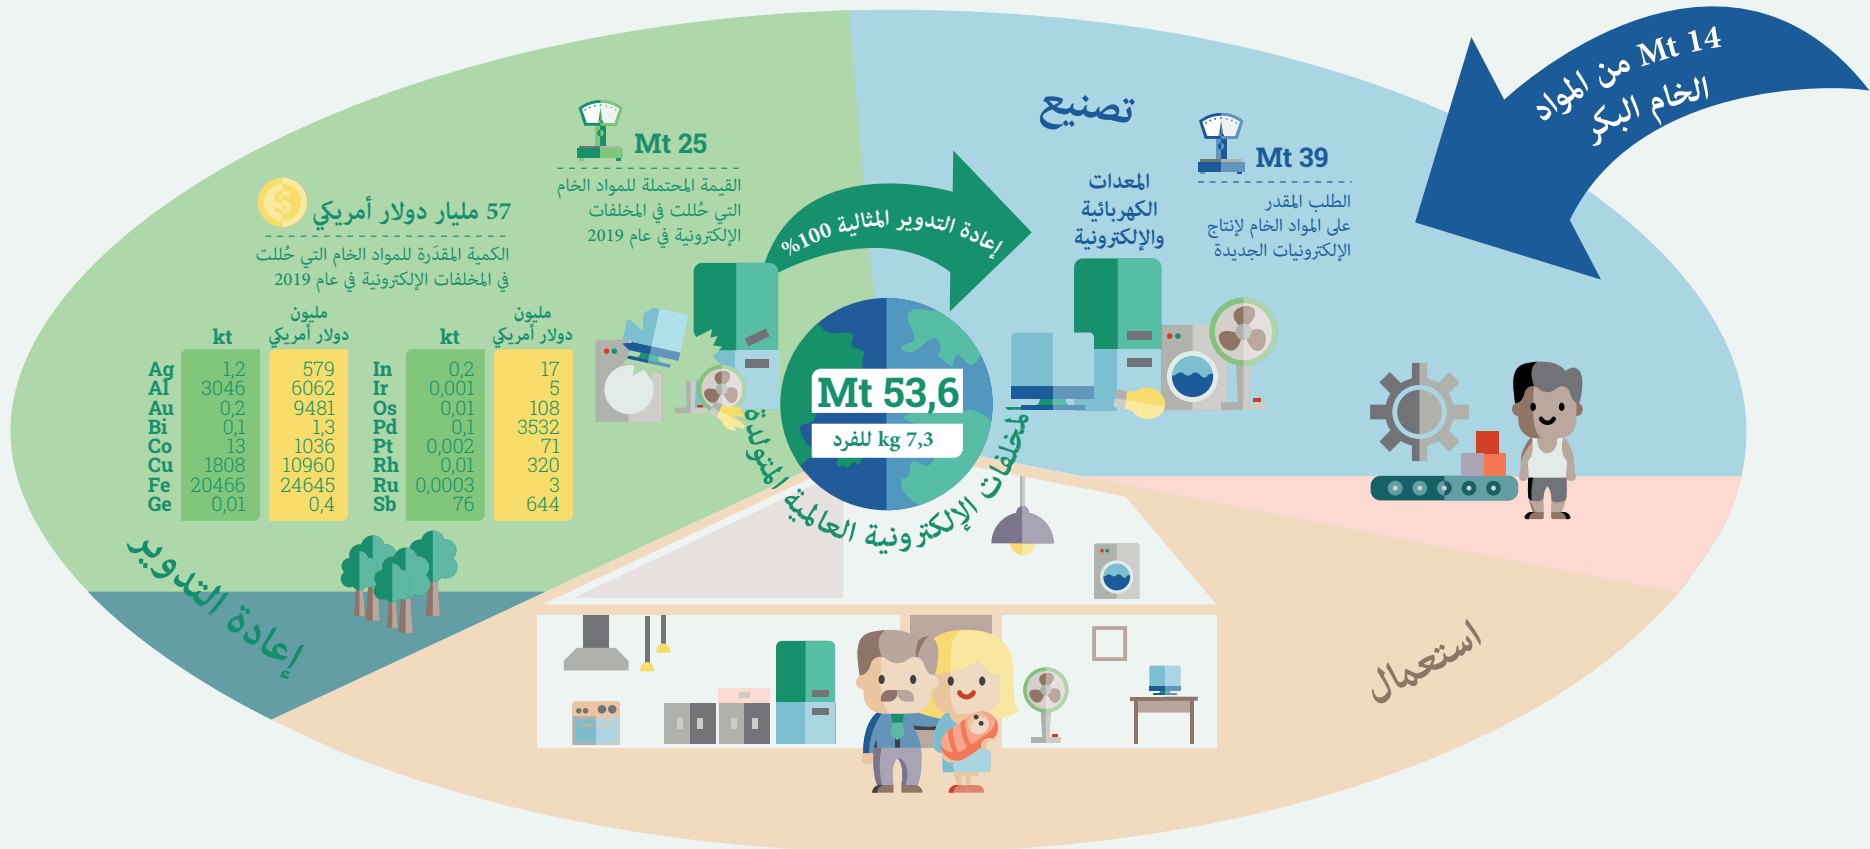 14 Mt من المواد
الخام البكر
تصنيع
39 Mt
الطلب المقدر
على المواد الخام لإنتاج
الإلكترونيات الجديدة
المعدات
الكهربائية
والإلكترونية
إعادة التدوير المثالية 100%
25 Mt
القيمة المحتملة للمواد الخام
التي حُللت في المخلفات
الإلكترونية في عام 2019
57 مليار دولار أمريكي
الكمية المقدَرة للمواد الخام التي حُللت
في المخلفات الإلكترونية في عام 2019
kt مليون
دولار أمريكي kt مليون
دولار أمريكي
Ag 1,2 579 In 0,2 17
Al 3046 6062 Ir 0,001 5
Au 0,2 9481 Os 0,01 108
Bi 0,1 1,3 Pd 0,1 3532
Co 13 1036 Pt 0,002 71
Cu 1808 10960 Rh 0,01 320
Fe 20466 24645 Ru 0,0003 3
Ge 0,01 0,4 Sb 76 644
53,6 Mt
7,3 kg للفرد
المخلفات الإلكترونية العالمية المتولدة
إعادة التدوير
استعمال